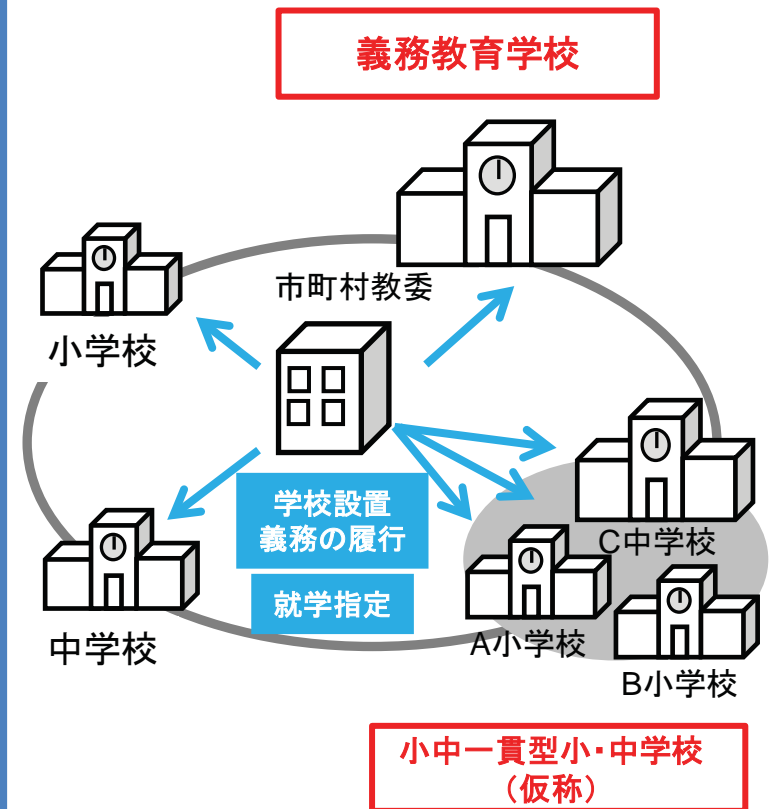 義務教育学校
市町村教委
小学校
学校設置
義務の履行
就学指定
中学校
C中学校
A小学校
B小学校
小中一貫型小・中学校
（仮称）